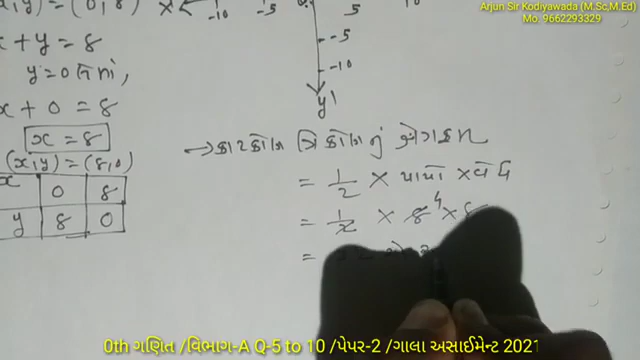 Arjun Sir Kodiyawada (M.Sc,M.Ed)
Mo. 9662293329
x,y) = (0,8)
-10 -5 5 10
-5
-10
y1
x + y = 8
y = 0 લેતાં,
x + 0 = 8
x = 8
(x,y) = (8,0)
x 0 8
y 8 0
→ કાટકોણ ત્રિકોણનું ક્ષેત્રફળ
= 1/2 × પાયો × વેધ
= 1/2 × 8 4 × 8
=
0th ગણિત /વિભાગ-A Q-5 to 10 /પેપર-2 /ગાલા અસાઈમેન્ટ 2021